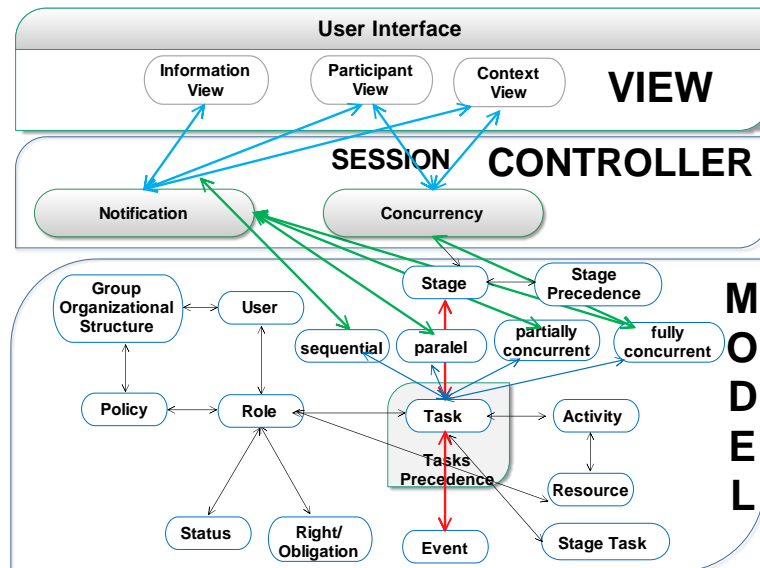 User Interface
Information
View
Participant
View
Context
View
VIEW
SESSION
CONTROLLER
Notification
Concurrency
Group
Organizational
Structure
User
Stage
Stage
Precedence
sequential
paralel
partially
concurrent
fully
concurrent
Policy
Role
Task
Activity
Tasks
Precedence
Resource
Status
Right/
Obligation
Event
Stage Task
M
O
D
E
L